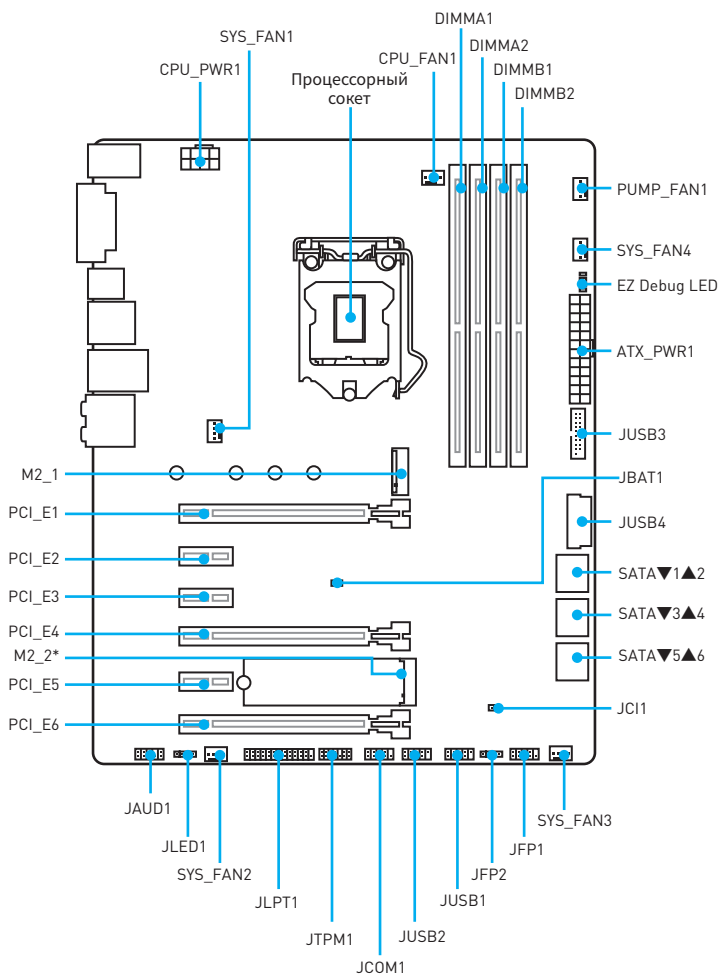 DIMMA1
SYS_FAN1
DIMMA2
CPU_FAN1
CPU_PWR1
DIMMB1
Процессорный
сокет
DIMMB2
PUMP_FAN1
SYS_FAN4
EZ Debug LED
ATX_PWR1
JUSB3
M2_1
JBAT1
PCI_E1
JUSB4
PCI_E2
SATA▼1▲2
PCI_E3
SATA▼3▲4
PCI_E4
M2_2*
SATA▼5▲6
PCI_E5
JCI1
PCI_E6
JAUD1
SYS_FAN3
JLED1
JFP1
SYS_FAN2
JFP2
JLPT1
JUSB1
JTPM1
JUSB2
JCOM1